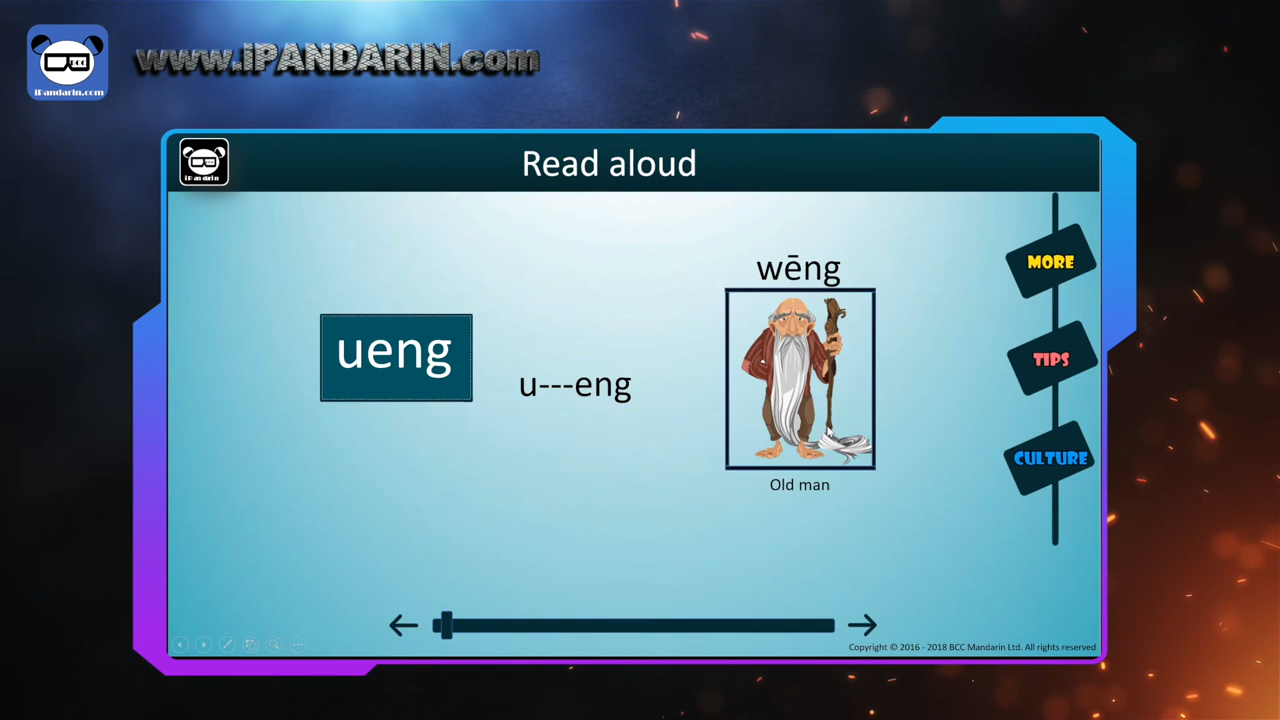 iPandarin.com
www.iPANDARIN.com
iPandarin
Read aloud
wēng
ueng
u---eng
Old man
MORE
TIPS
CULTURE
Copyright © 2016 - 2018 BCC Mandarin Ltd. All rights reserved